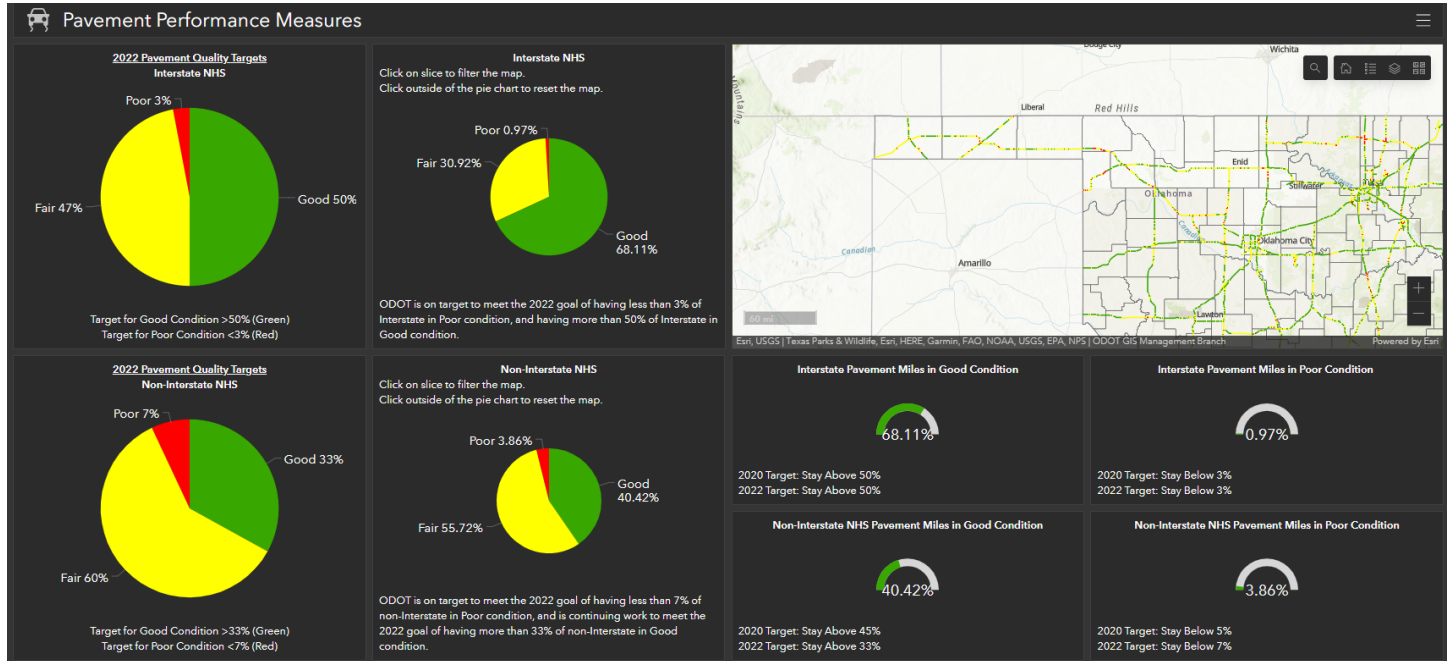 Pavement Performance Measures
2022 Pavement Quality Targets
Interstate NHS
Poor 3%
Fair 47%
Good 50%
Target for Good Condition >50% (Green)
Target for Poor Condition <3% (Red)
Interstate NHS
Click on slice to filter the map.
Click outside of the pie chart to reset the map.
Poor 0.97%
Fair 30.92%
Good
68.11%
ODOT is on target to meet the 2022 goal of having less than 3% of
Interstate in Poor condition, and having more than 50% of Interstate in
Good condition.
Dodge City
Wichita
Mountains
Liberal
Red Hills
Enid
Stillwater
Arkansas
Tulsa
Oklahoma
Canadian
Canadian
Oklahoma City
Amarillo
Lawton
60 mi
Esri, USGS | Texas Parks & Wildlife, Esri, HERE, Garmin, FAO, NOAA, USGS, EPA, NPS | ODOT GIS Management Branch
Powered by Esri
2022 Pavement Quality Targets
Non-Interstate NHS
Poor 7%
Good 33%
Fair 60%
Target for Good Condition >33% (Green)
Target for Poor Condition <7% (Red)
Non-Interstate NHS
Click on slice to filter the map.
Click outside of the pie chart to reset the map.
Poor 3.86%
Good
40.42%
Fair 55.72%
ODOT is on target to meet the 2022 goal of having less than 7% of
non-Interstate in Poor condition, and is continuing work to meet the
2022 goal of having more than 33% of non-Interstate in Good
condition.
Interstate Pavement Miles in Good Condition
68.11%
2020 Target: Stay Above 50%
2022 Target: Stay Above 50%
Interstate Pavement Miles in Poor Condition
0.97%
2020 Target: Stay Below 3%
2022 Target: Stay Below 3%
Non-Interstate NHS Pavement Miles in Good Condition
40.42%
2020 Target: Stay Above 45%
2022 Target: Stay Above 33%
Non-Interstate NHS Pavement Miles in Poor Condition
3.86%
2020 Target: Stay Below 5%
2022 Target: Stay Below 7%